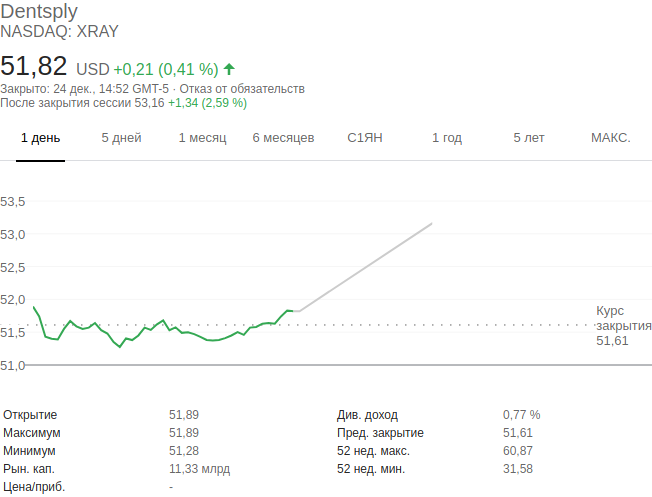 Dentsply
NASDAQ: XRAY
51,82 USD +0,21 (0,41 %)
Закрыто: 24 дек., 14:52 GMT-5 · Отказ от обязательств
После закрытия сессии 53,16 +1,34 (2,59 %)
1 день 5 дней 1 месяц 6 месяцев С1ЯН 1 год 5 лет МАКС.
53,5
53,0
52,5
52,0
51,5
51,0
Курс
закрытия
51,61
Открытие 51,89 Див. доход 0,77 %
Максимум 51,89 Пред. закрытие 51,61
Минимум 51,28 52 нед. макс. 60,87
Рын. кап. 11,33 млрд 52 нед. мин. 31,58
Цена/приб. -